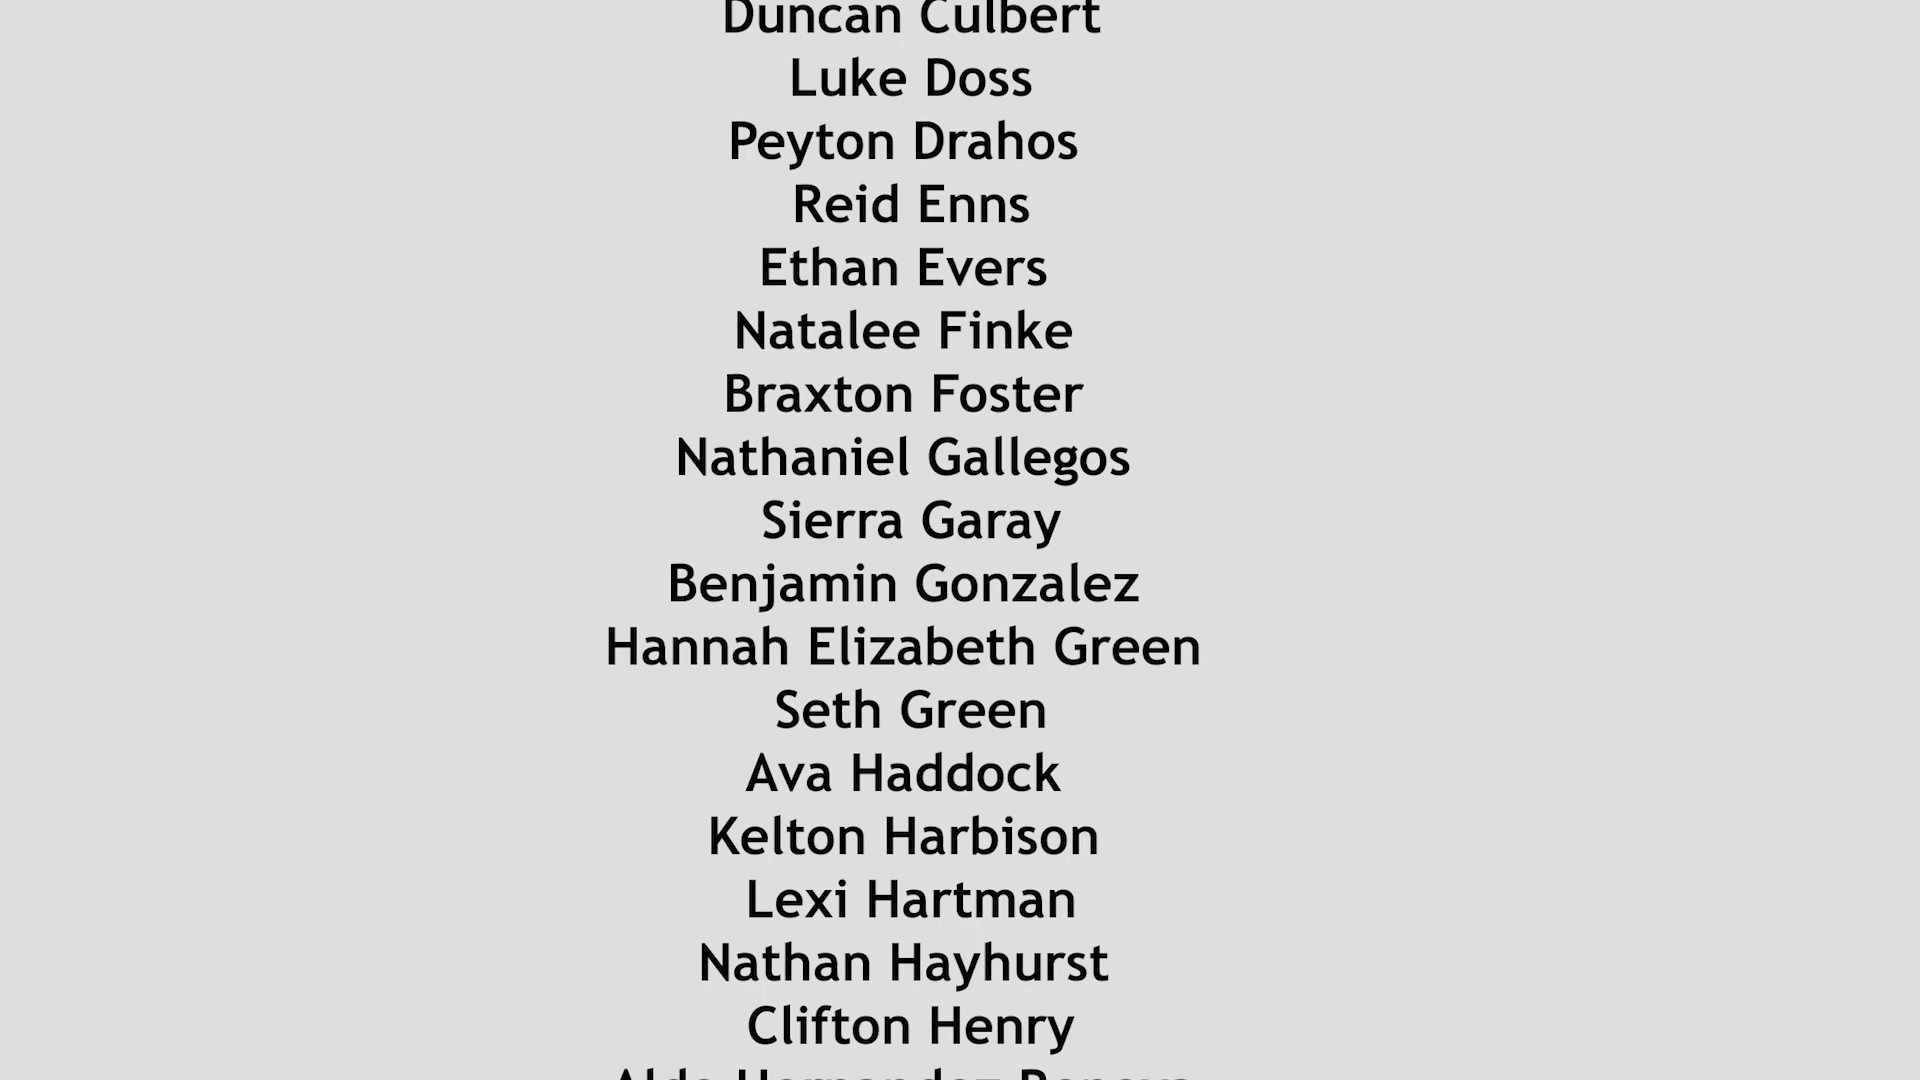 Duncan Culbert
Luke Doss
Peyton Drahos
Reid Enns
Ethan Evers
Natalee Finke
Braxton Foster
Nathaniel Gallegos
Sierra Garay
Benjamin Gonzalez
Hannah Elizabeth Green
Seth Green
Ava Haddock
Kelton Harbison
Lexi Hartman
Nathan Hayhurst
Clifton Henry
Hernandez